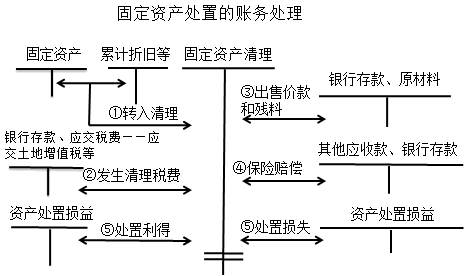 固定资产处置的账务处理
固定资产
累计折旧等
固定资产清理
①转入清理
③出售价款
和残料
银行存款、原材料
银行存款、应交税费——应
交土地增值税等
②发生清理税费
④保险赔偿
其他应收款、银行存款
资产处置损益
⑤处置利得
⑤处置损失
资产处置损益